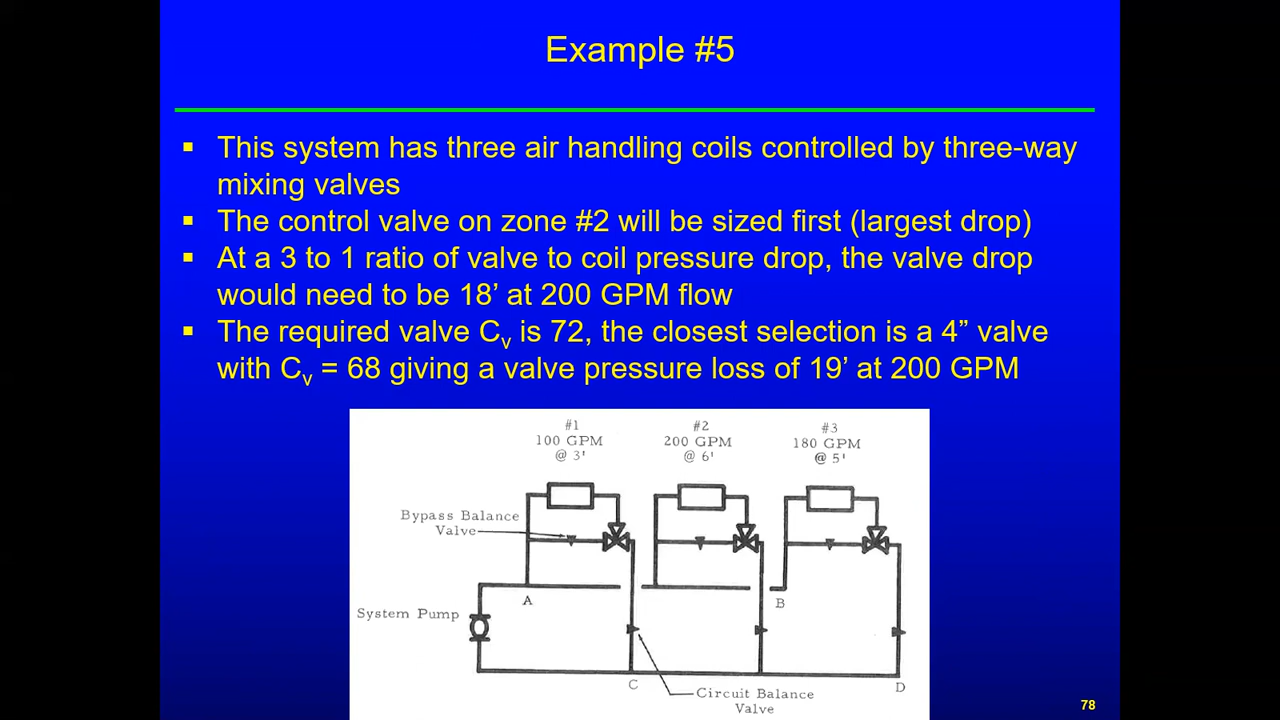 Example #5
▪ This system has three air handling coils controlled by three-way
mixing valves
▪ The control valve on zone #2 will be sized first (largest drop)
▪ At a 3 to 1 ratio of valve to coil pressure drop, the valve drop
would need to be 18’ at 200 GPM flow
▪ The required valve Cv is 72, the closest selection is a 4” valve
with Cv = 68 giving a valve pressure loss of 19’ at 200 GPM
#1
100 GPM
@ 3'
#2
200 GPM
@ 6'
#3
180 GPM
@ 5'
Bypass Balance
Valve
A
B
System Pump
C
D
Circuit Balance
Valve
78